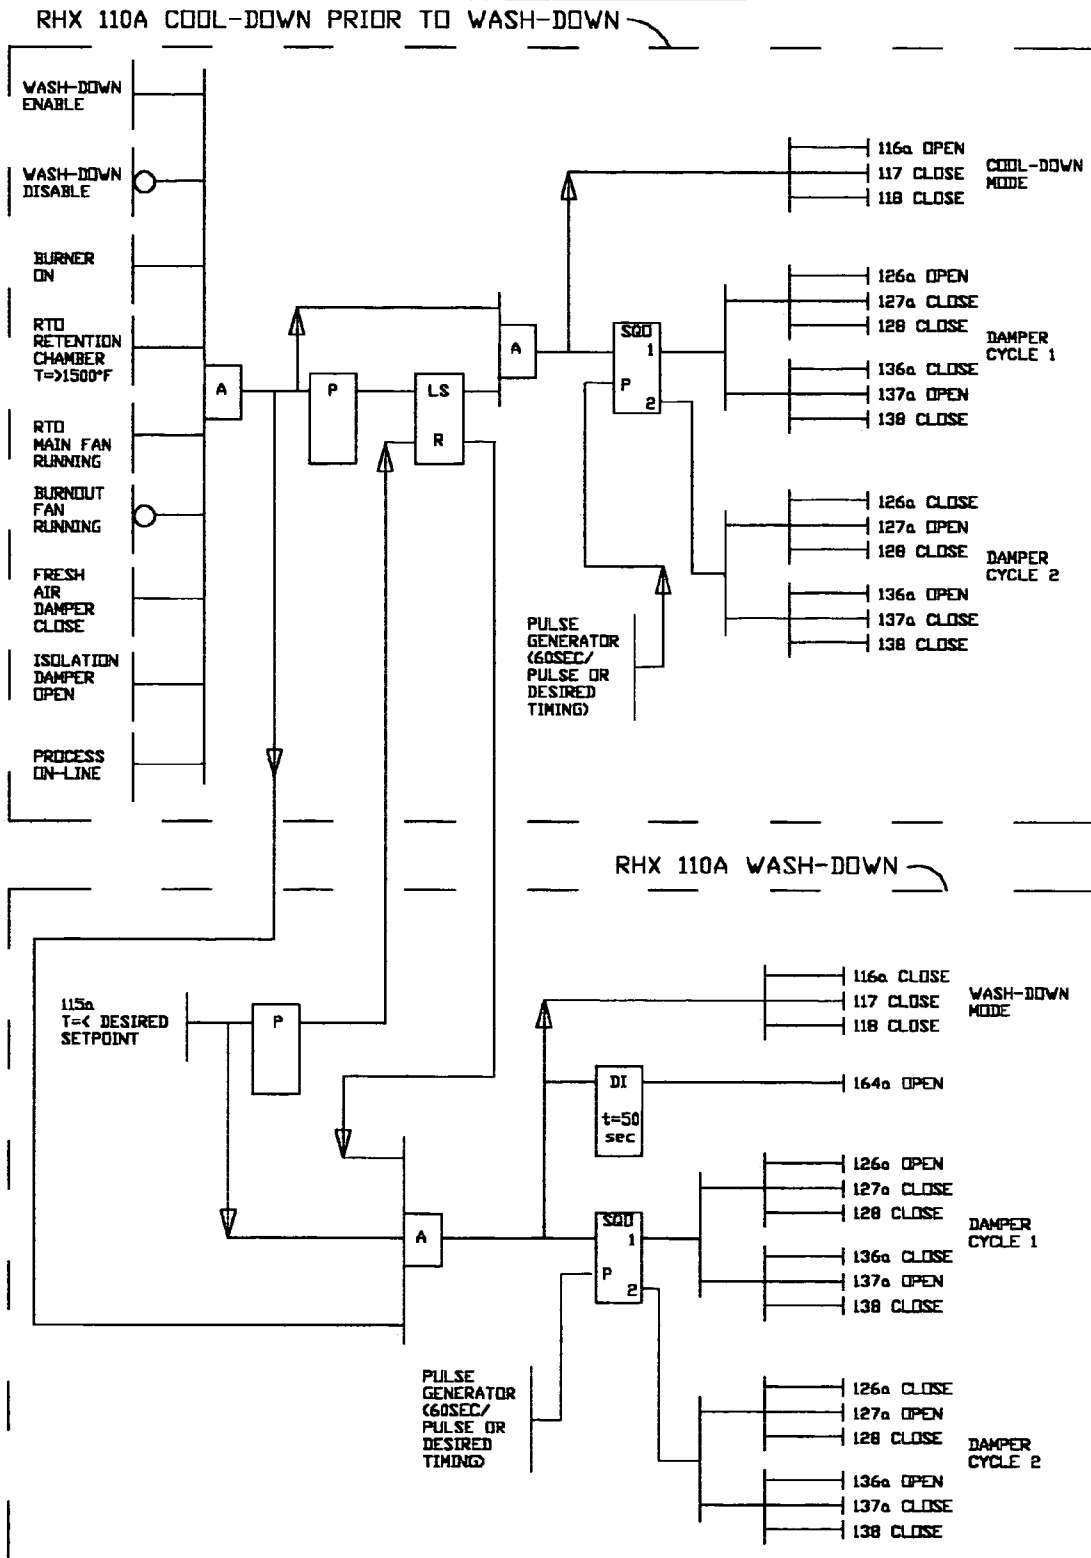 RHX 110A COOL-DOWN PRIOR TO WASH-DOWN
WASH-DOWN
ENABLE
WASH-DOWN
DISABLE
BURNER
ON
RTO
RETENTION
CHAMBER
T=>1500°F
RTO
MAIN FAN
RUNNING
BURNOUT
FAN
RUNNING
FRESH
AIR
DAMPER
CLOSE
ISOLATION
DAMPER
OPEN
PROCESS
ON-LINE
A
P
LS
R
A
SQO
1
P
2
PULSE
GENERATOR
(60SEC/
PULSE OR
DESIRED
TIMING)
116a OPEN
117 CLOSE
118 CLOSE
COOL-DOWN
MODE
126a OPEN
127a CLOSE
128 CLOSE
136a CLOSE
137a OPEN
138 CLOSE
DAMPER
CYCLE 1
126a CLOSE
127a OPEN
128 CLOSE
136a OPEN
137a CLOSE
138 CLOSE
DAMPER
CYCLE 2
RHX 110A WASH-DOWN
115a
T=< DESIRED
SETPOINT
P
A
DI
t=50
sec
SQO
1
P
2
PULSE
GENERATOR
(60SEC/
PULSE OR
DESIRED
TIMING)
116a CLOSE
117 CLOSE
118 CLOSE
WASH-DOWN
MODE
164a OPEN
126a OPEN
127a CLOSE
128 CLOSE
136a CLOSE
137a OPEN
138 CLOSE
DAMPER
CYCLE 1
126a CLOSE
127a OPEN
128 CLOSE
136a OPEN
137a CLOSE
138 CLOSE
DAMPER
CYCLE 2